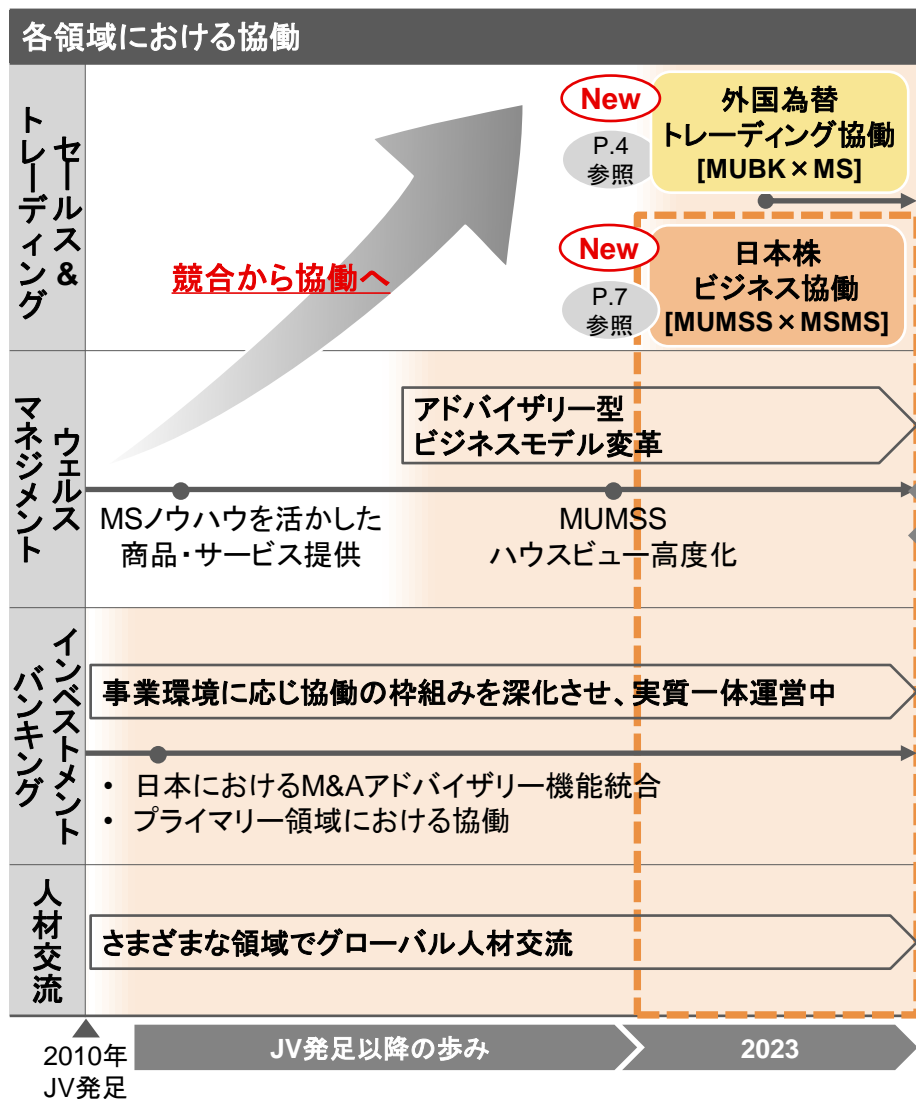 各領域における協働
セールス&
トレーディング
New
P.4
参照
外国為替
トレーディング協働
[MUBK×MS]
競合から協働へ
New
P.7
参照
日本株
ビジネス協働
[MUMSS×MSMS]
ウェルス
マネジメント
アドバイザリー型
ビジネスモデル変革
MSノウハウを活かした
商品・サービス提供
MUMSS
ハウスビュー高度化
インベストメント
バンキング
事業環境に応じ協働の枠組みを深化させ、実質一体運営中
• 日本におけるM&Aアドバイザリー機能統合
• プライマリー領域における協働
人材交流
さまざまな領域でグローバル人材交流
2010年
JV発足
JV発足以降の歩み
2023